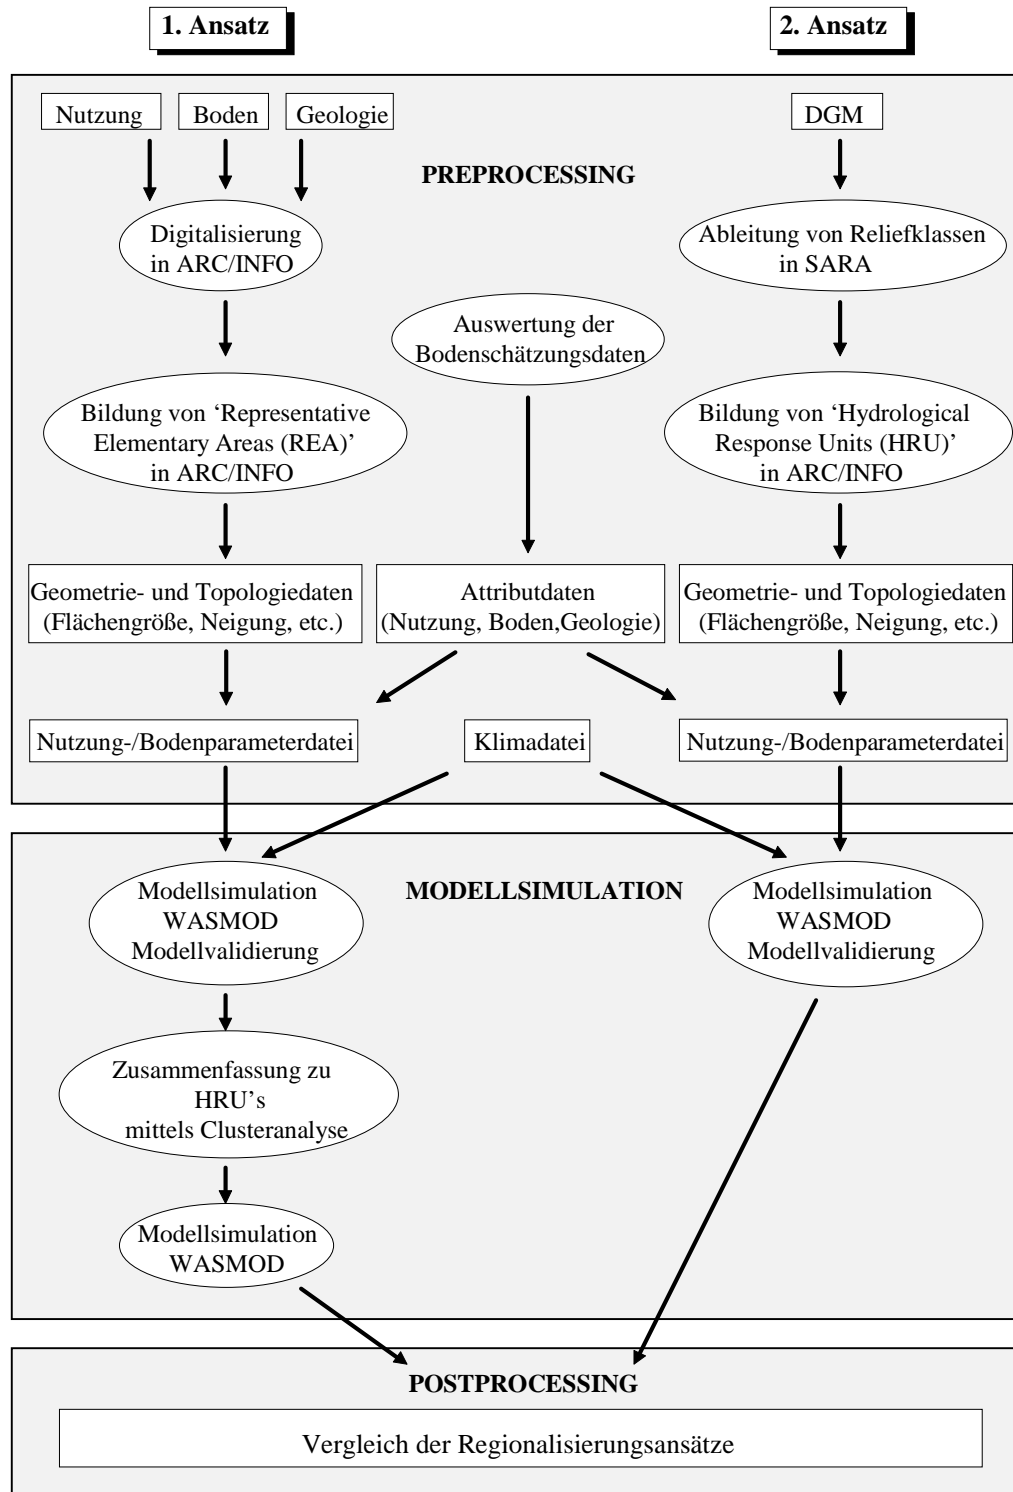 1. Ansatz
2. Ansatz
Nutzung
Boden
Geologie
DGM
PREPROCESSING
Digitalisierung
in ARC/INFO
Ableitung von Reliefklassen
in SARA
Auswertung der
Bodenschätzungsdaten
Bildung von ‘Representative
Elementary Areas (REA)’
in ARC/INFO
Bildung von ‘Hydrological
Response Units (HRU)’
in ARC/INFO
Geometrie- und Topologiedaten
(Flächengröße, Neigung, etc.)
Attributdaten
(Nutzung, Boden,Geologie)
Geometrie- und Topologiedaten
(Flächengröße, Neigung, etc.)
Nutzung-/Bodenparameterdatei
Klimadatei
Nutzung-/Bodenparameterdatei
MODELLSIMULATION
Modellsimulation
WASMOD
Modellvalidierung
Modellsimulation
WASMOD
Modellvalidierung
Zusammenfassung zu
HRU’s
mittels Clusteranalyse
Modellsimulation
WASMOD
POSTPROCESSING
Vergleich der Regionalisierungsansätze